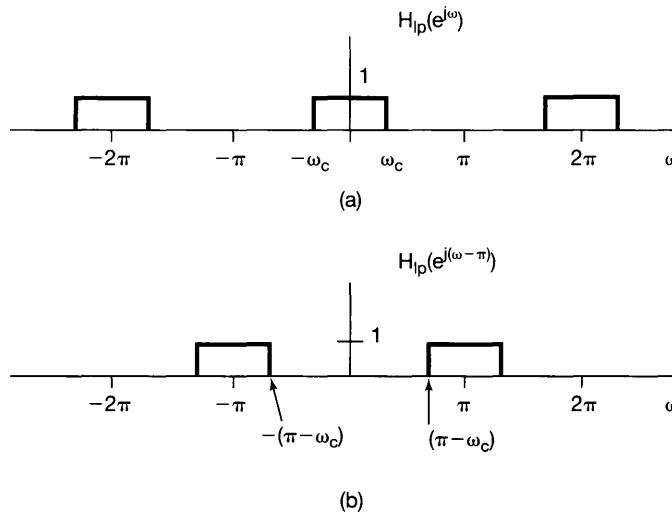 H_lp(e^jω)
1
−2π −π −ω_c ω_c π 2π ω
(a)
H_lp(e^j(ω−π))
1
−2π −π π 2π ω
−(π−ω_c) (π−ω_c)
(b)